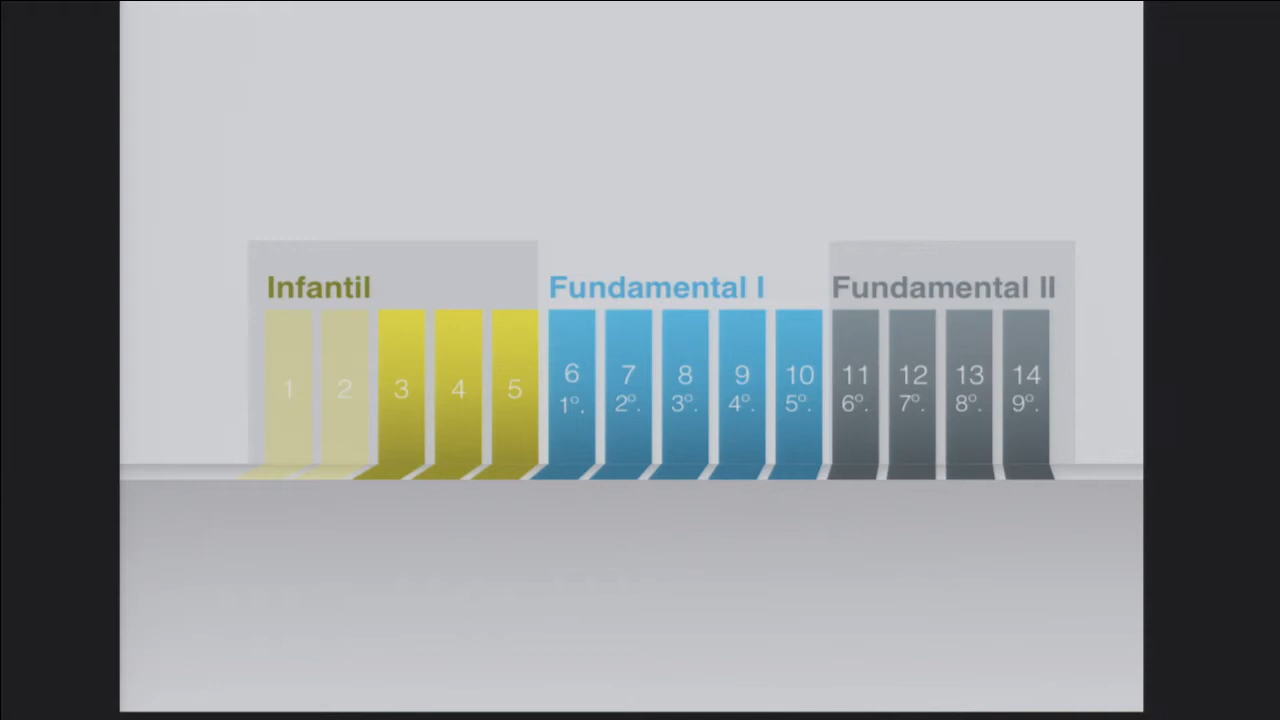 Infantil Fundamental I Fundamental II
1 2 3 4 5 6 7 8 9 10 11 12 13 14
1º. 2º. 3º. 4º. 5º. 6º. 7º. 8º. 9º.